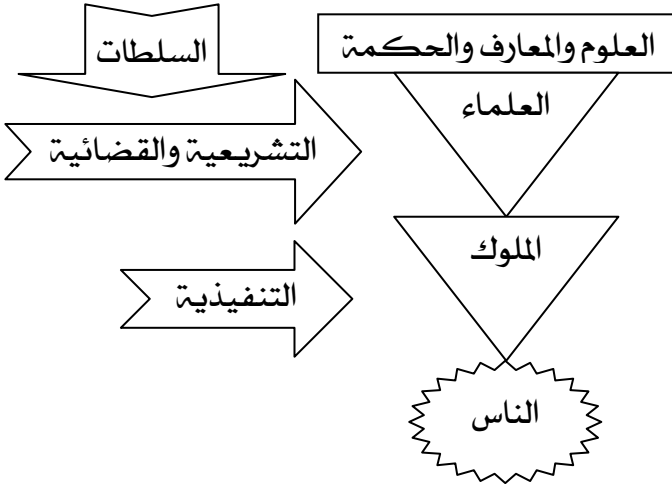 العلوم والمعارف والحكمة
السلطات
العلماء
التشريعية والقضائية
الملوك
التنفيذية
الناس